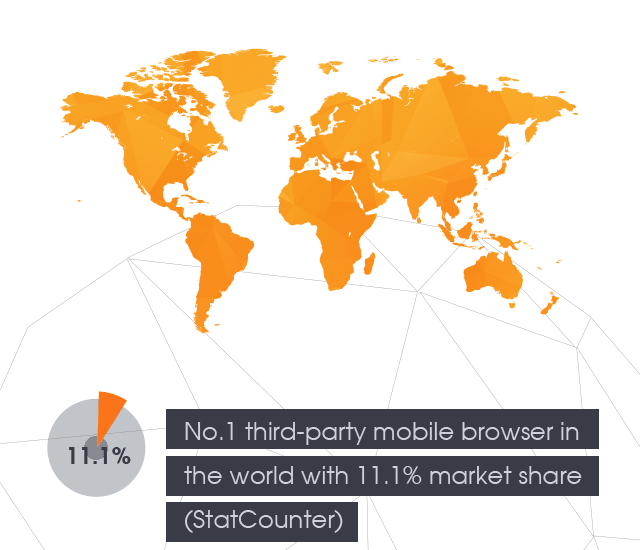 11.1%
No.1 third-party mobile browser in
the world with 11.1% market share
(StatCounter)